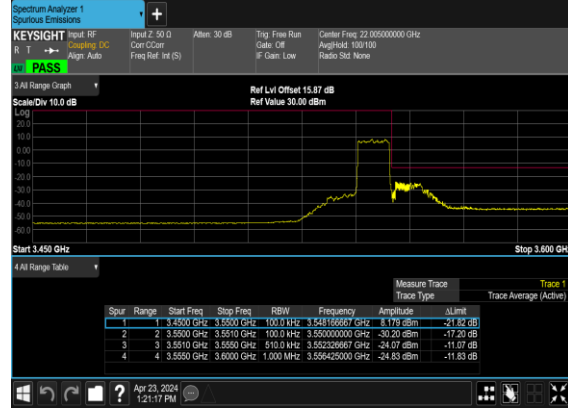 Spectrum Analyzer 1
Spurious Emissions
+
KEYSIGHT Input: RF Input Z: 50 Ω Atten: 30 dB Trig: Free Run Center Freq: 22.005000000 GHz
R T Coupling: DC Corr CCorr Gate: Off Avg|Hold: 100/100
Align: Auto Freq Ref: Int (S) IF Gain: Low Radio Std: None
PASS
3 All Range Graph
Ref Lvl Offset 15.87 dB
Scale/Div 10.0 dB Ref Value 30.00 dBm
Log
20.0
10.0
0.00
-10.0
-20.0
-30.0
-40.0
-50.0
-60.0
Start 3.450 GHz Stop 3.600 GH
4 All Range Table
Measure Trace Trace 1
Trace Type Trace Average (Active)
Spur Range Start Freq Stop Freq RBW Frequency Amplitude ΔLimit
1 1 3.4500 GHz 3.5500 GHz 100.0 kHz 3.548166667 GHz 8.179 dBm -21.82 dB
2 2 3.5500 GHz 3.5510 GHz 100.0 kHz 3.550000000 GHz -30.20 dBm -17.20 dB
3 3 3.5510 GHz 3.5550 GHz 510.0 kHz 3.552326667 GHz -24.07 dBm -11.07 dB
4 4 3.5550 GHz 3.6000 GHz 1.000 MHz 3.556425000 GHz -24.83 dBm -11.83 dB
? Apr 23, 2024
1:21:17 PM